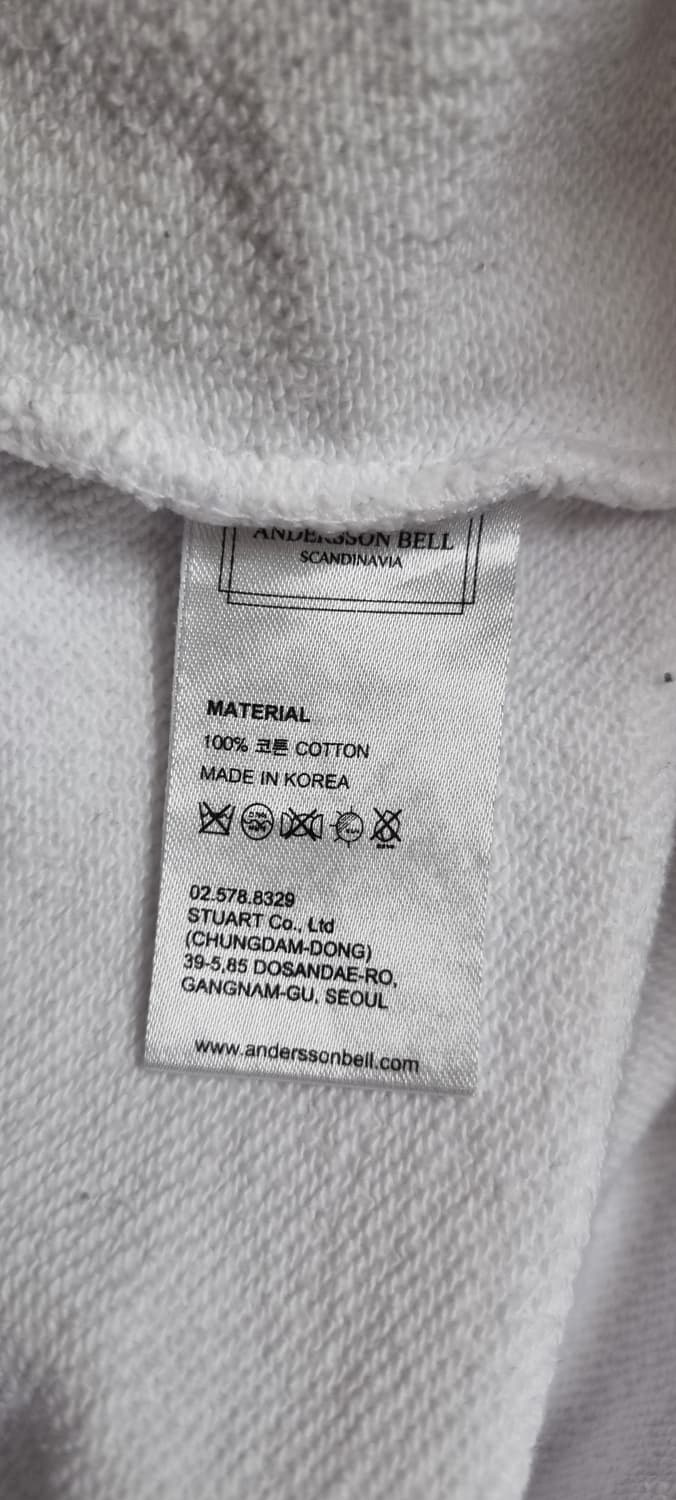 ANDERSSON BELL
SCANDINAVIA
MATERIAL
100% 코튼 COTTON
MADE IN KOREA
02.578.8329
STUART Co., Ltd
(CHUNGDAM-DONG)
39-5,85 DOSANDAE-RO,
GANGNAM-GU, SEOUL
www.anderssonbell.com